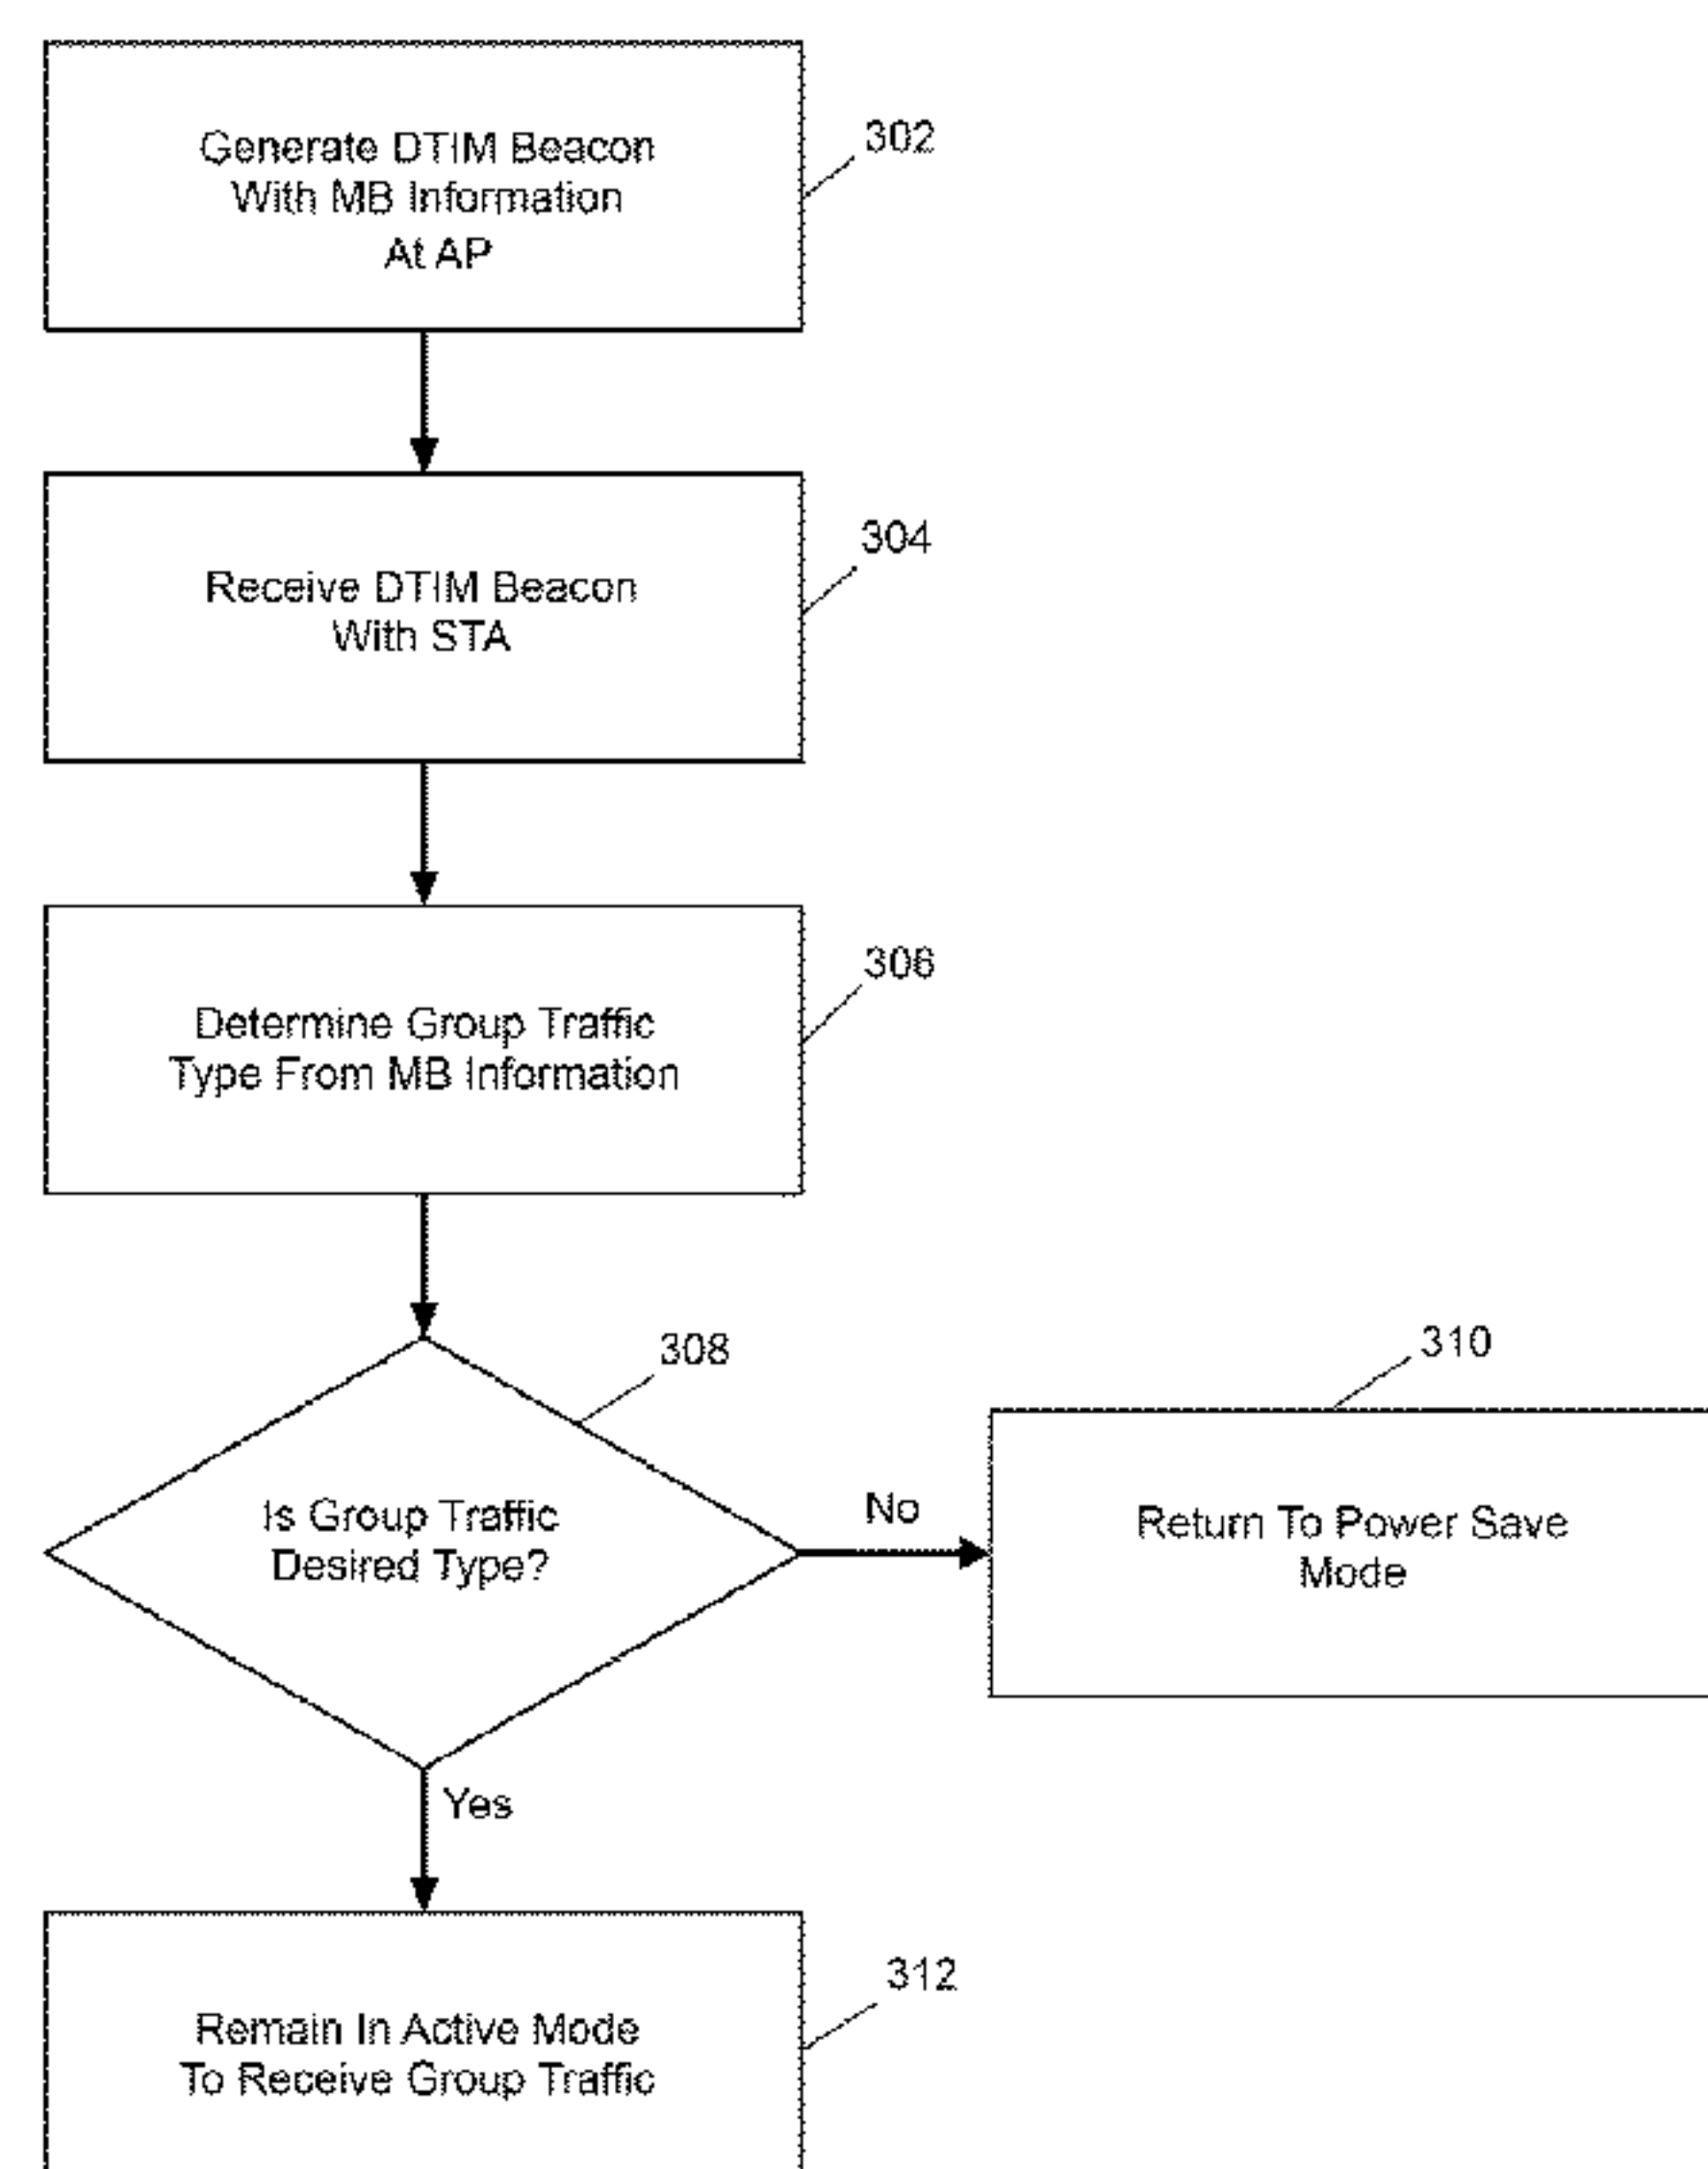 Generate DTIM Beacon
With MB Information
At AP
302
Receive DTIM Beacon
With STA
304
Determine Group Traffic
Type From MB Information
306
308
Is Group Traffic
Desired Type?
No
310
Return To Power Save
Mode
Yes
Remain In Active Mode
To Receive Group Traffic
312